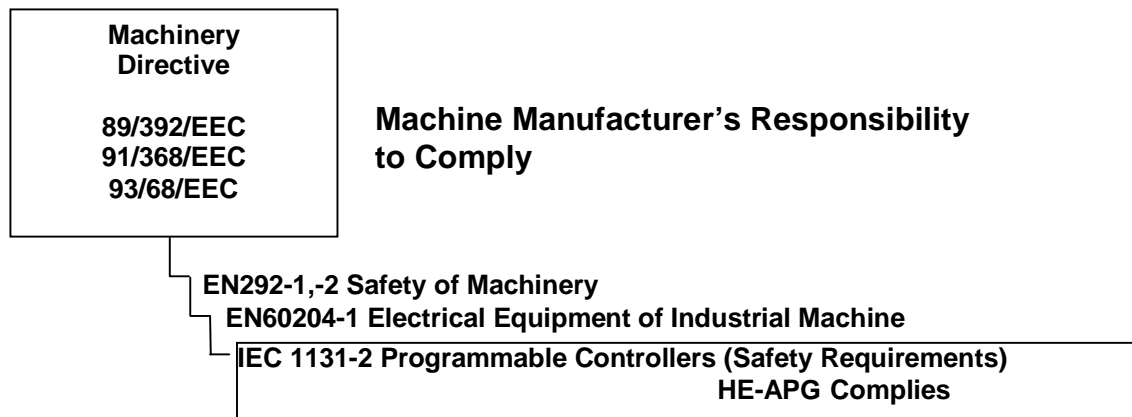 Machinery
Directive
89/392/EEC
91/368/EEC
93/68/EEC
Machine Manufacturer's Responsibility
to Comply
EN292-1,-2 Safety of Machinery
EN60204-1 Electrical Equipment of Industrial Machine
IEC 1131-2 Programmable Controllers (Safety Requirements)
HE-APG Complies